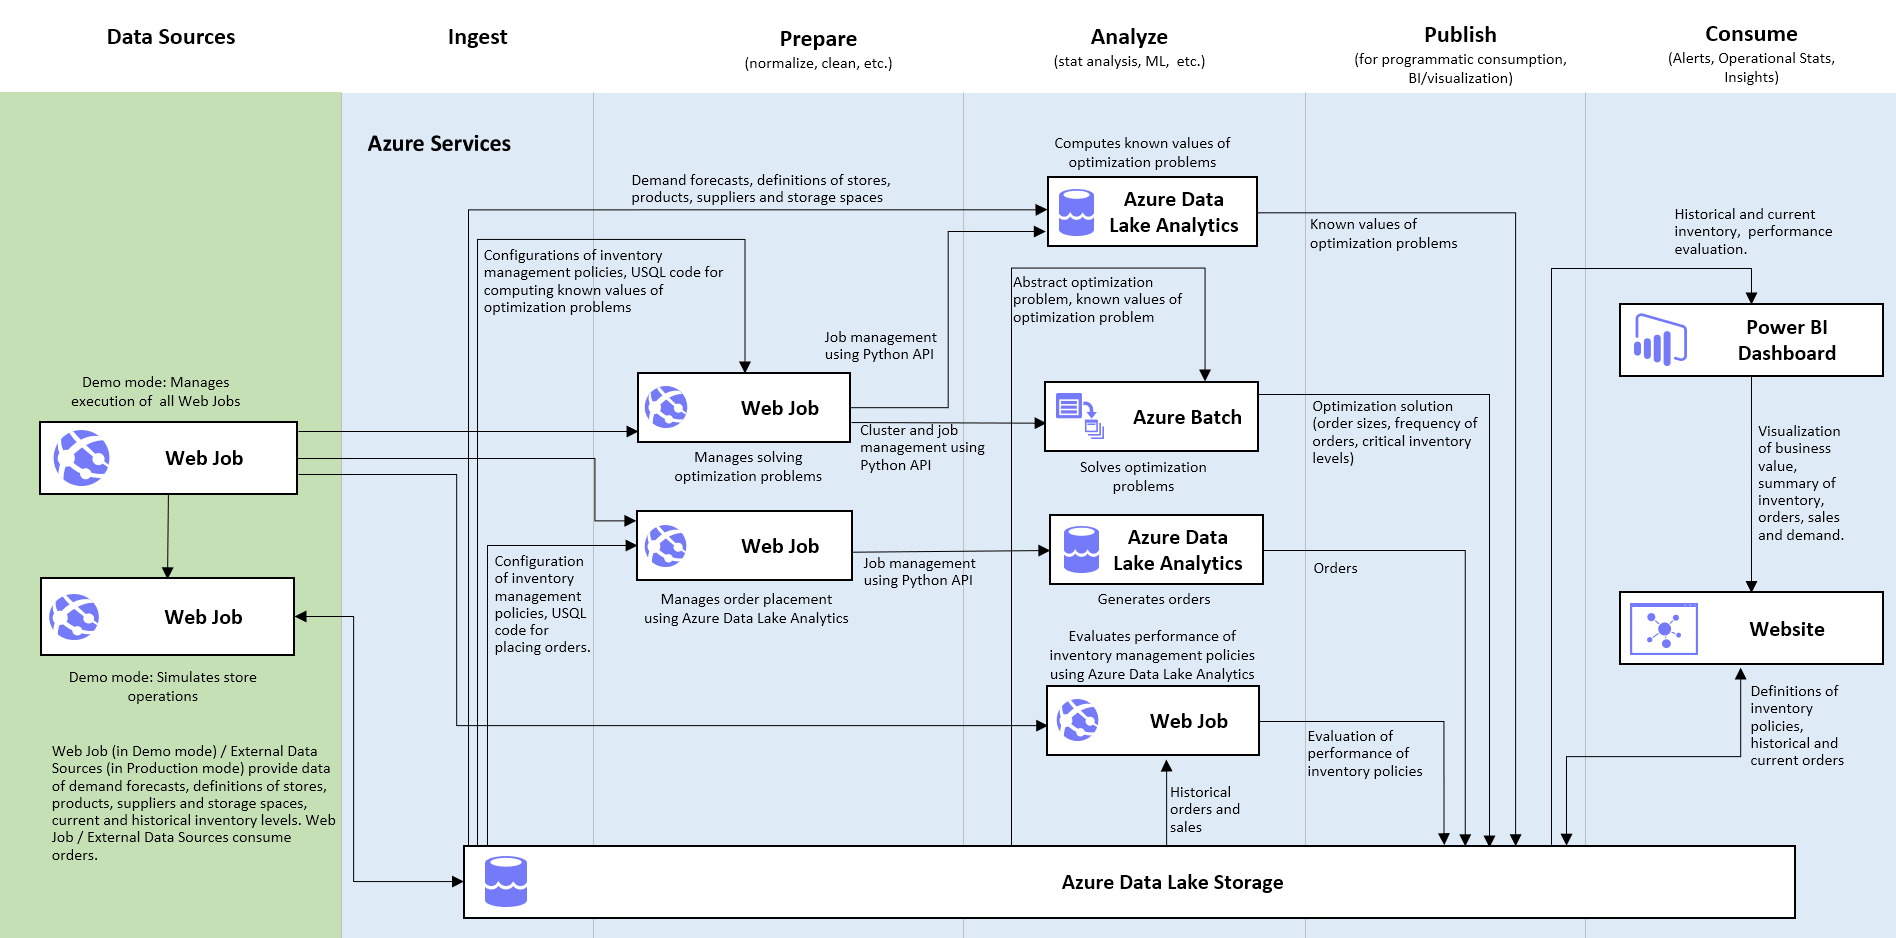 Data Sources
Ingest
Prepare
(normalize, clean, etc.)
Analyze
(stat analysis, ML, etc.)
Publish
(for programmatic consumption,
BI/visualization)
Consume
(Alerts, Operational Stats,
Insights)
Azure Services
Demo mode: Manages
execution of all Web Jobs
Web Job
Web Job
Demo mode: Simulates store
operations
Web Job (in Demo mode) / External Data
Sources (in Production mode) provide data
of demand forecasts, definitions of stores,
products, suppliers and storage spaces,
current and historical inventory levels. Web
Job / External Data Sources consume
orders.
Demand forecasts, definitions of stores,
products, suppliers and storage spaces
Configurations of inventory
management policies, USQL code for
computing known values of
optimization problems
Job management
using Python API
Web Job
Manages solving
optimization problems
Cluster and job
management using
Python API
Configuration
of inventory
management
policies, USQL
code for
placing orders.
Web Job
Manages order placement
using Azure Data Lake Analytics
Job management
using Python API
Computes known values of
optimization problems
Azure Data
Lake Analytics
Abstract optimization
problem, known values of
optimization problem
Azure Batch
Solves optimization
problems
Azure Data
Lake Analytics
Generates orders
Evaluates performance of
inventory management policies
using Azure Data Lake Analytics
Web Job
Historical
orders and
sales
Known values of
optimization problems
Optimization solution
(order sizes, frequency of
orders, critical inventory
levels)
Orders
Evaluation of
performance of
inventory policies
Historical and current
inventory, performance
evaluation.
Power BI
Dashboard
Visualization
of business
value,
summary of
inventory,
orders, sales
and demand.
Website
Definitions of
inventory
policies,
historical and
current orders
Azure Data Lake Storage